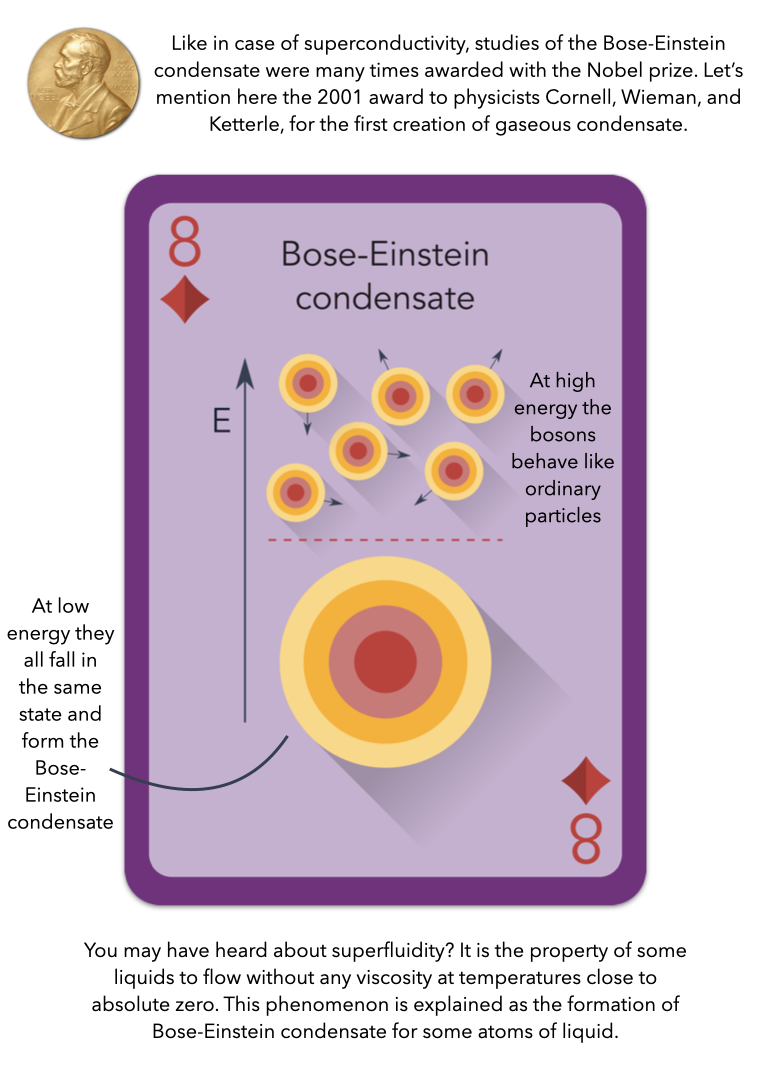 Like in case of superconductivity, studies of the Bose-Einstein
condensate were many times awarded with the Nobel prize. Let's
mention here the 2001 award to physicists Cornell, Wieman, and
Ketterle, for the first creation of gaseous condensate.
8
Bose-Einstein
condensate
E
At high
energy the
bosons
behave like
ordinary
particles
At low
energy they
all fall in
the same
state and
form the
Bose-
Einstein
condensate
8
You may have heard about superfluidity? It is the property of some
liquids to flow without any viscosity at temperatures close to
absolute zero. This phenomenon is explained as the formation of
Bose-Einstein condensate for some atoms of liquid.